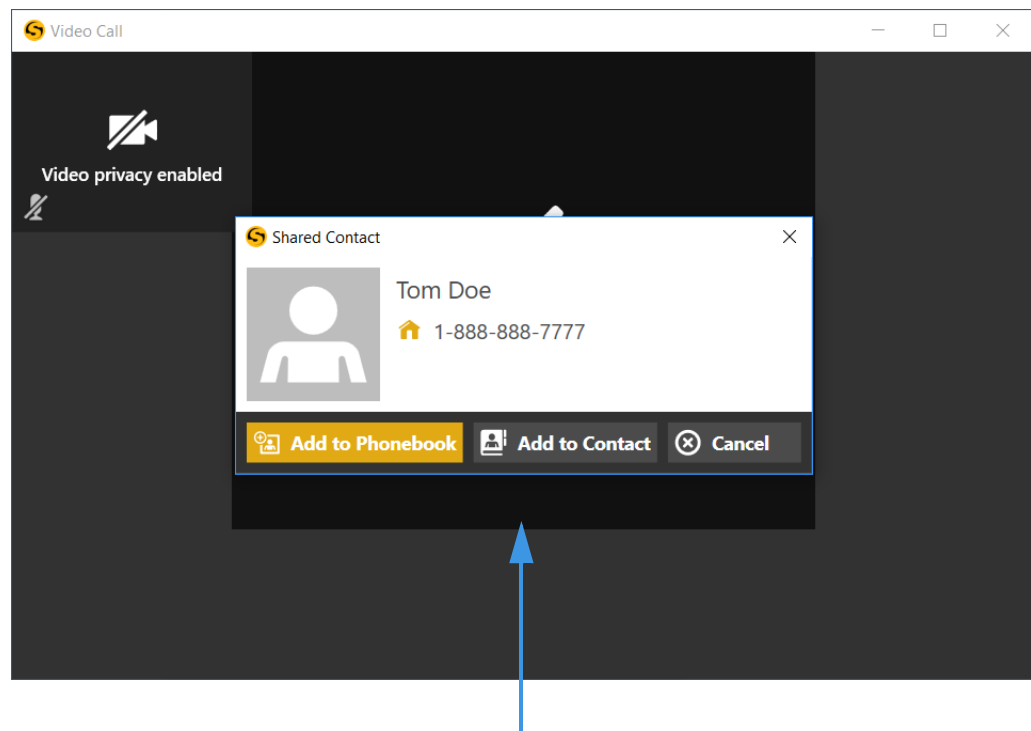 Video Call
Video privacy enabled
Shared Contact
Tom Doe
1-888-888-7777
Add to Phonebook
Add to Contact
Cancel